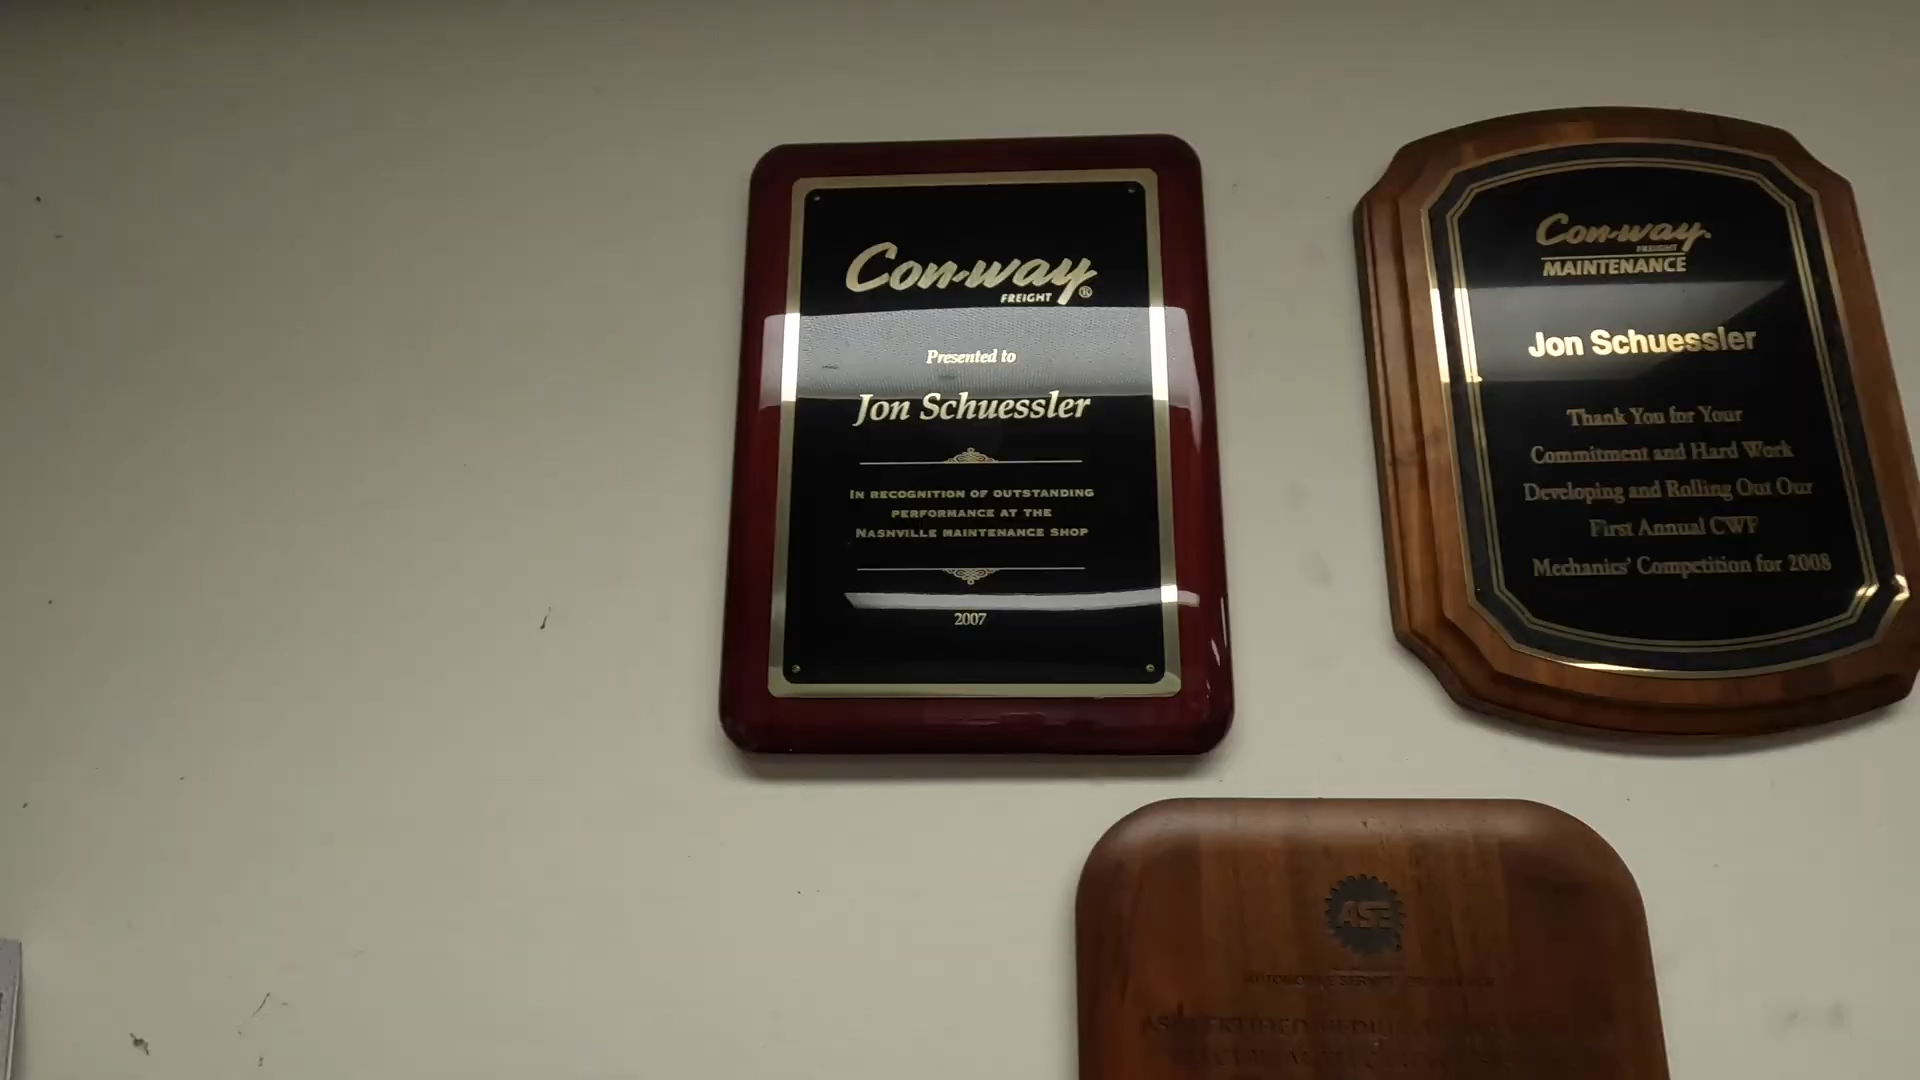 Con-way®
FREIGHT
Presented to
Jon Schuessler
IN RECOGNITION OF OUTSTANDING
PERFORMANCE AT THE
NASHVILLE MAINTENANCE SHOP
2007
Con-way
FREIGHT
MAINTENANCE
Jon Schuessler
Thank You for Your
Commitment and Hard Work
Developing and Rolling Out Our
First Annual CWF
Mechanics' Competition for 2008
ASE